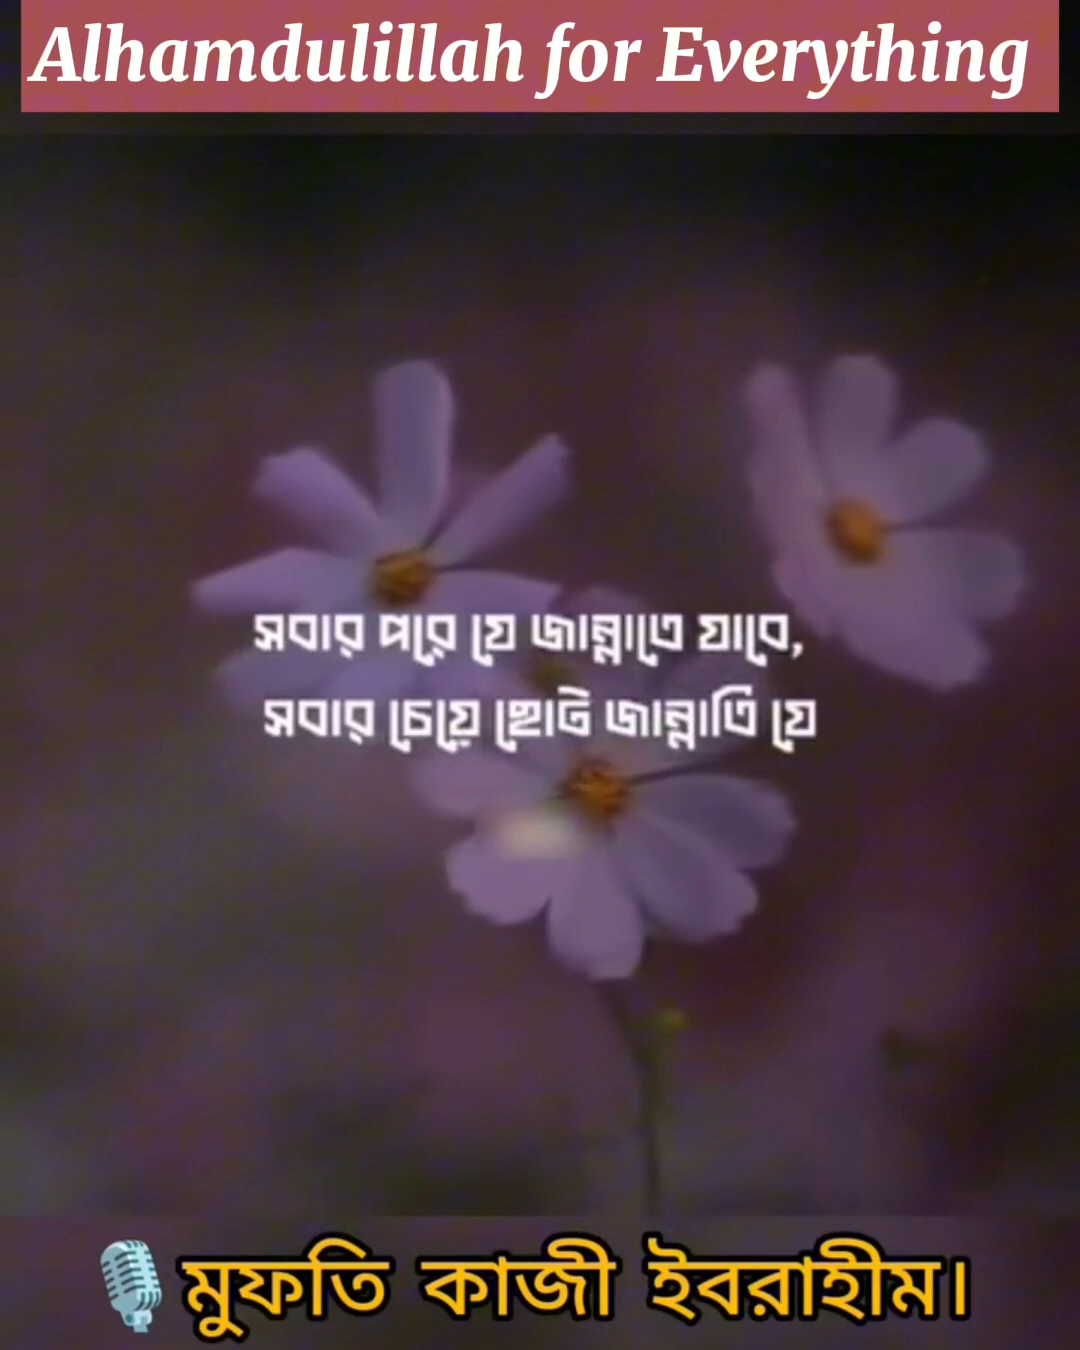 Alhamdulillah for Everything
সবার পরে যে জান্নাতে যাবে,
সবার চেয়ে ছোট জান্নাতি যে
মুফতি কাজী ইবরাহীম।